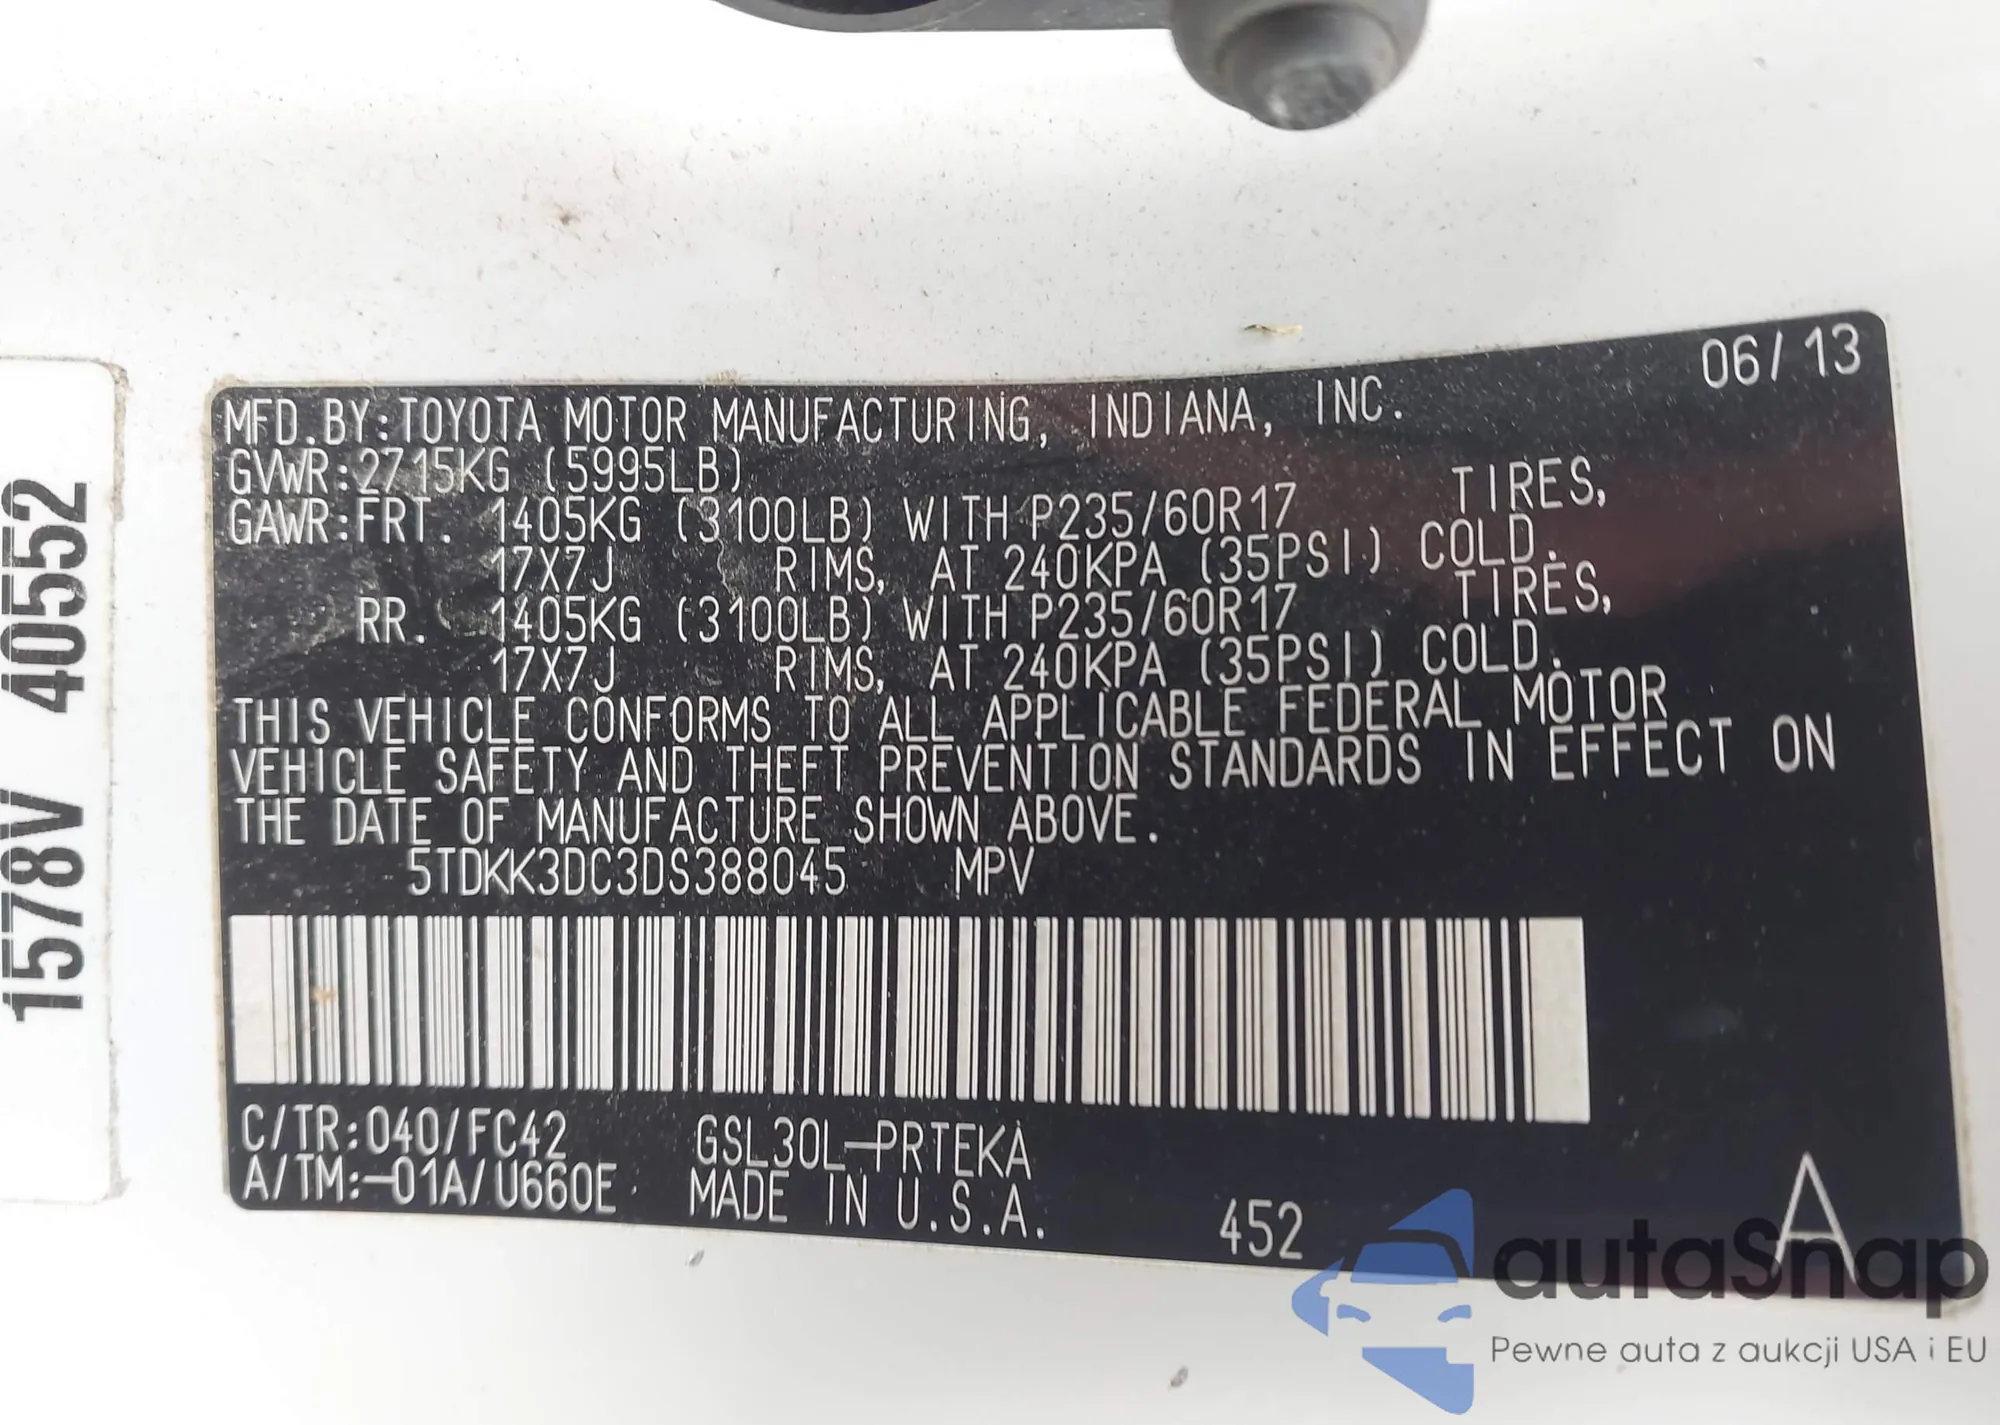 06/13
MFD.BY:TOYOTA MOTOR MANUFACTURING, INDIANA, INC.
GVWR:2715KG (5995LB)
GAWR:FRT. 1405KG (3100LB) WITH P235/60R17 TIRES,
17X7J RIMS, AT 240KPA (35PSI) COLD.
RR. 1405KG (3100LB) WITH P235/60R17 TIRES,
17X7J RIMS, AT 240KPA (35PSI) COLD.
THIS VEHICLE CONFORMS TO ALL APPLICABLE FEDERAL MOTOR
VEHICLE SAFETY AND THEFT PREVENTION STANDARDS IN EFFECT ON
THE DATE OF MANUFACTURE SHOWN ABOVE.
5TDKK3DC3DS388045 MPV
C/TR:040/FC42 GSL30L-PRTEKA
A/TM:-01A/U660E MADE IN U.S.A. 452 A
1578V 40552
autaSnap
Pewne auta z aukcji USA i EU